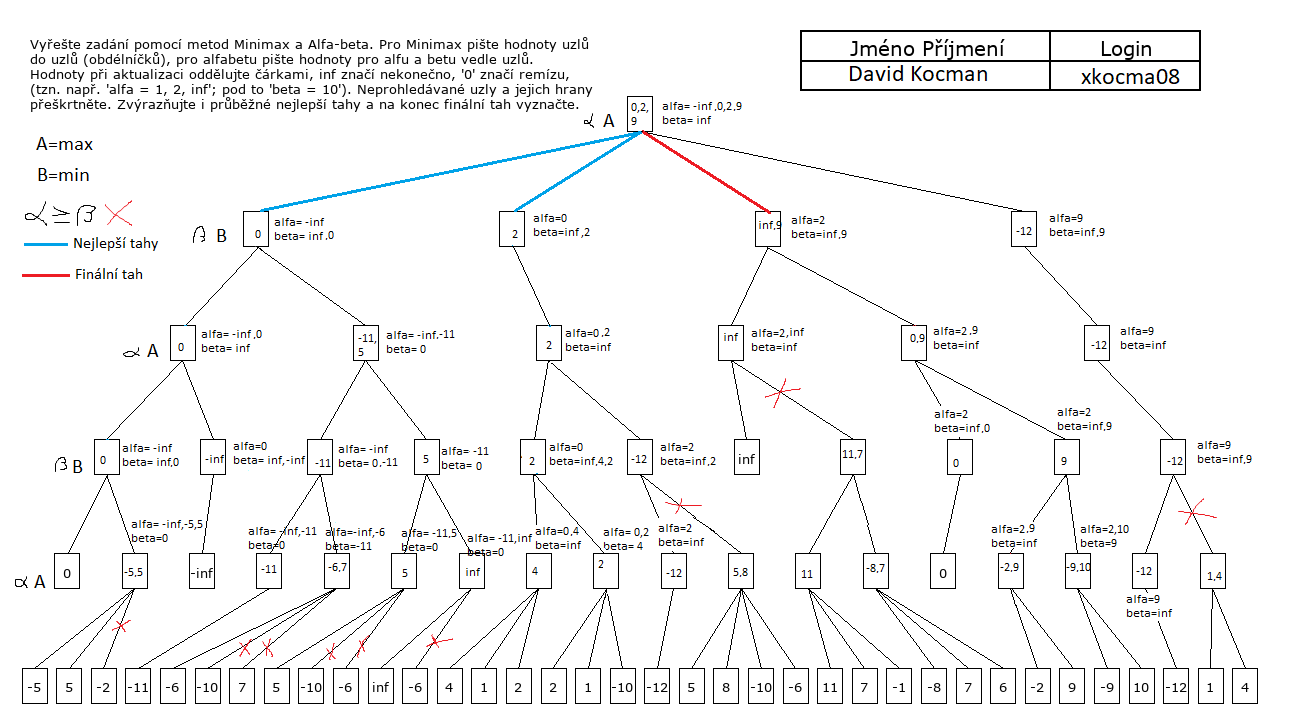 Vyřešte zadání pomocí metod Minimax a Alfa-beta. Pro Minimax pište hodnoty uzlů
do uzlů (obdélníčků), pro alfabetu pište hodnoty pro alfu a betu vedle uzlů.
Hodnoty při aktualizaci oddělujte čárkami, inf značí nekonečno, '0' značí remízu,
(tzn. např. 'alfa = 1, 2, inf'; pod to 'beta = 10'). Neprohledávané uzly a jejich hrany
přeškrtněte. Zvýrazňujte i průběžné nejlepší tahy a na konec finální tah vyznačte.
Jméno Příjmení Login
David Kocman xkocma08
A=max
B=min
α ≥ β
Nejlepší tahy
Finální tah
α A
0,2,
9
alfa= -inf,0,2,9
beta= inf
β B
0
alfa= -inf
beta= inf,0
2
alfa=0
beta=inf,2
inf,9
alfa=2
beta=inf,9
-12
alfa=9
beta=inf,9
α A
0
alfa= -inf,0
beta= inf
-11,
5
alfa= -inf,-11
beta= 0
2
alfa=0,2
beta=inf
inf
alfa=2,inf
beta=inf
0,9
alfa=2,9
beta=inf
-12
alfa=9
beta=inf
β B
0
alfa= -inf
beta= inf,0
-inf
alfa=0
beta= inf,-inf
-11
alfa= -inf
beta= 0,-11
5
alfa= -11
beta= 0
2
alfa=0
beta=inf,4,2
-12
alfa=2
beta=inf,2
inf
11,7
alfa=2
beta=inf,0
0
alfa=2
beta=inf,9
9
-12
alfa=9
beta=inf,9
α A
0
alfa= -inf,-5,5
beta=0
-5,5
-inf
alfa= -inf,-11
beta=0
-11
alfa=-inf,-6
beta=-11
-6,7
alfa= -11,5
beta=0
5
alfa= -11,inf
beta=0
inf
alfa=0,4
beta=inf
4
alfa= 0,2
beta= 4
2
alfa=2
beta=inf
-12
5,8
11
-8,7
0
alfa=2,9
beta=inf
-2,9
alfa=2,10
beta=9
-9,10
-12
alfa=9
beta=inf
1,4
-5 5 -2 -11 -6 -10 7 5 -10 -6 inf -6 4 1 2 2 1 -10 -12 5 8 -10 -6 11 7 -1 -8 7 6 -2 9 -9 10 -12 1 4